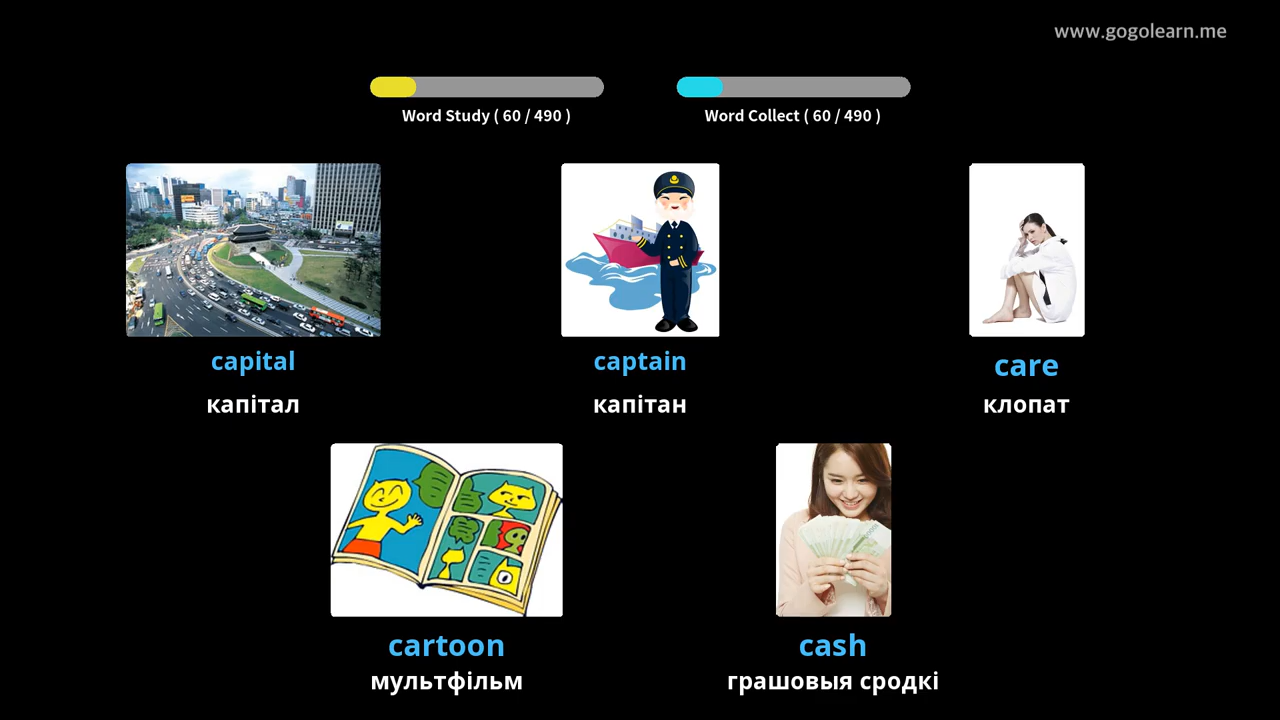 www.gogolearn.me
Word Study ( 60 / 490 )
Word Collect ( 60 / 490 )
capital
captain
care
капітал
капітан
клопат
cartoon
cash
мультфільм
грашовыя сродкі